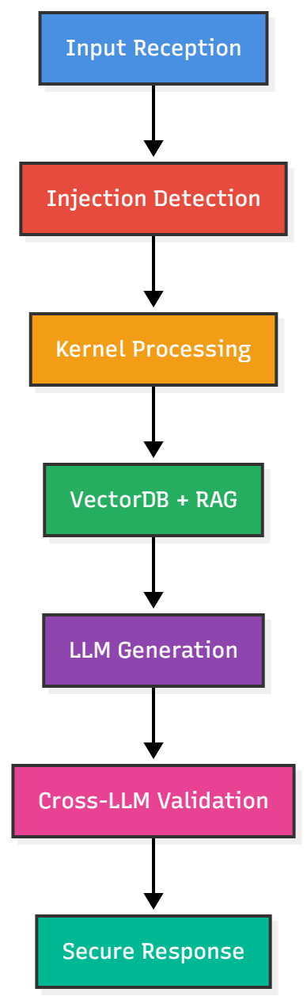 Input Reception
Injection Detection
Kernel Processing
VectorDB + RAG
LLM Generation
Cross-LLM Validation
Secure Response